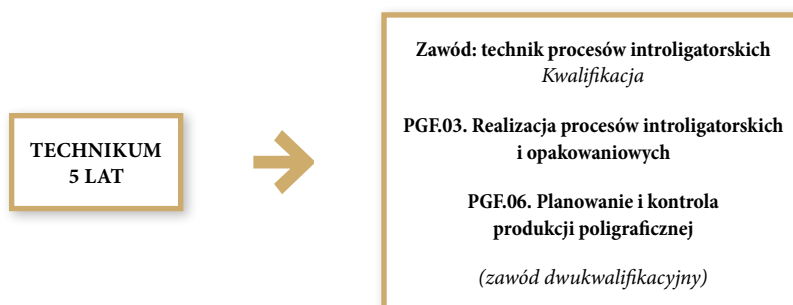 TECHNIKUM
5 LAT
Zawód: technik procesów introligatorskich
Kwalifikacja
PGF.03. Realizacja procesów introligatorskich
i opakowaniowych
PGF.06. Planowanie i kontrola
produkcji poligraficznej
(zawód dwukwalifikacyjny)